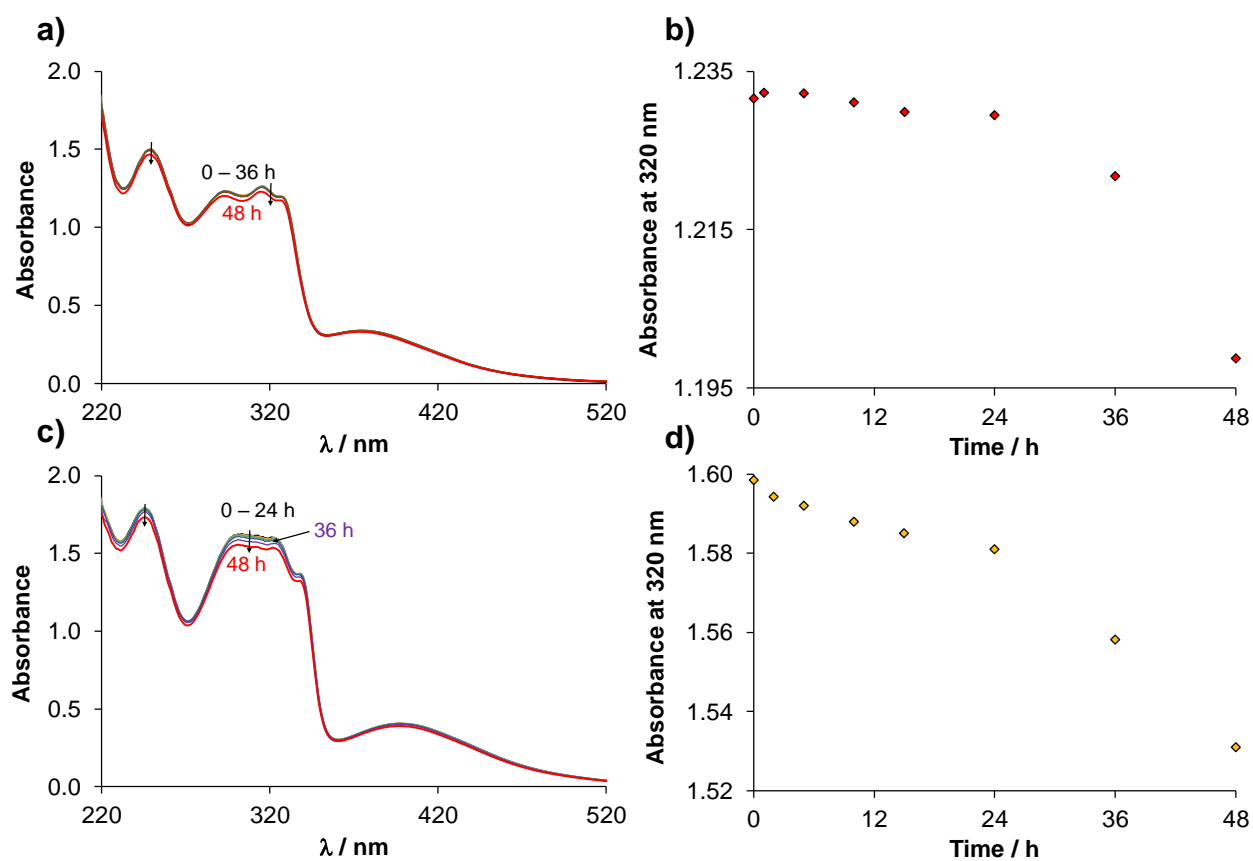 a)
2.0
1.5
1.0
0.5
0.0
Absorbance
0 – 36 h
48 h
220
320
420
520
λ / nm
b)
1.235
1.215
1.195
Absorbance at 320 nm
0
12
24
36
48
Time / h
c)
2.0
1.5
1.0
0.5
0.0
Absorbance
0 – 24 h
36 h
48 h
220
320
420
520
λ / nm
d)
1.60
1.58
1.56
1.54
1.52
Absorbance at 320 nm
0
12
24
36
48
Time / h